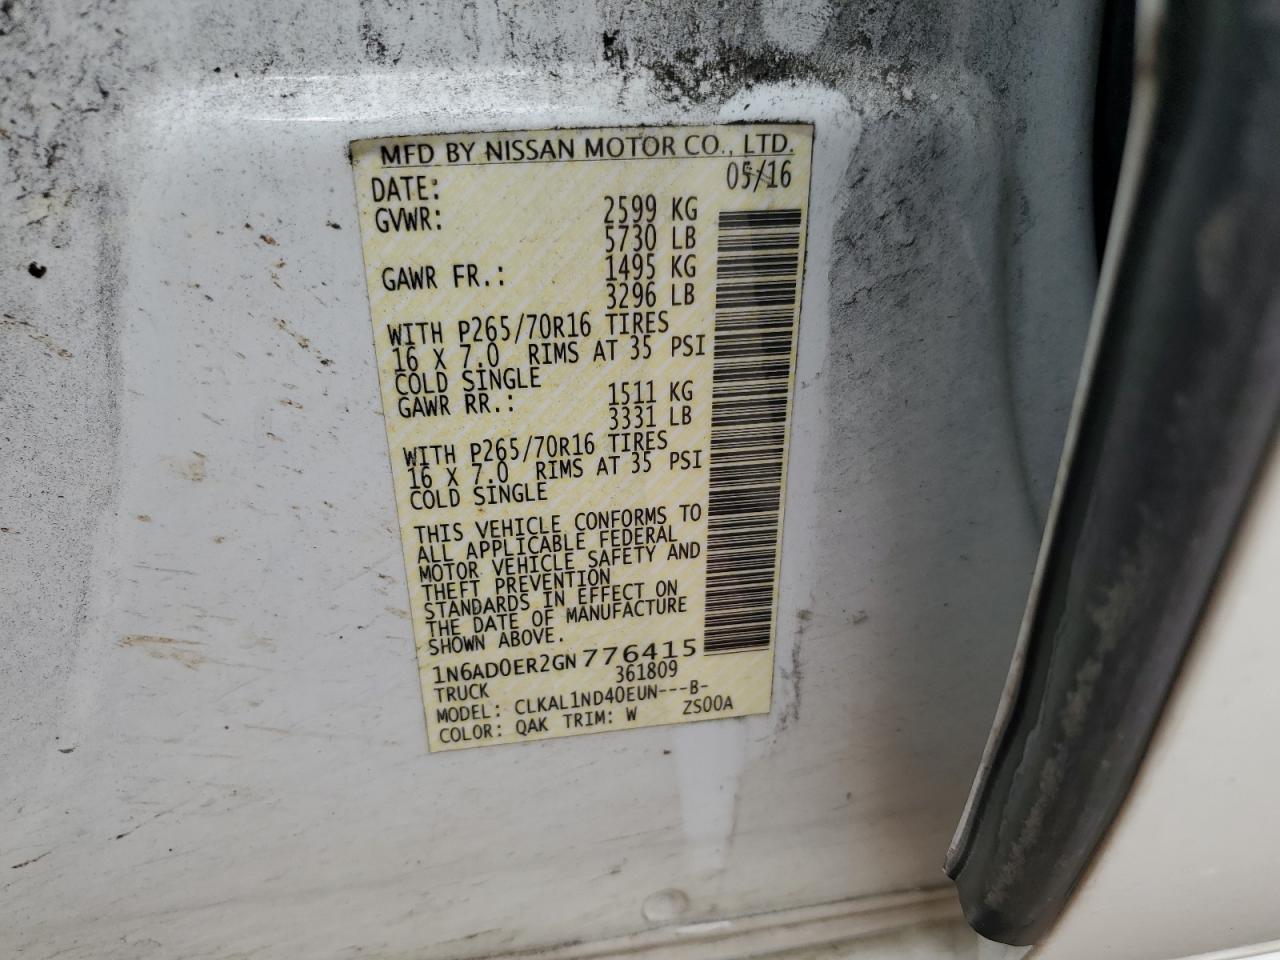 MFD BY NISSAN MOTOR CO., LTD.
DATE: 05/16
GVWR: 2599 KG
5730 LB
GAWR FR.: 1495 KG
3296 LB
WITH P265/70R16 TIRES
16 X 7.0 RIMS AT 35 PSI
COLD SINGLE
GAWR RR.: 1511 KG
3331 LB
WITH P265/70R16 TIRES
16 X 7.0 RIMS AT 35 PSI
COLD SINGLE
THIS VEHICLE CONFORMS TO
ALL APPLICABLE FEDERAL
MOTOR VEHICLE SAFETY AND
THEFT PREVENTION
STANDARDS IN EFFECT ON
THE DATE OF MANUFACTURE
SHOWN ABOVE.
1N6AD0ER2GN776415
TRUCK 361809
MODEL: CLKAL1ND40EUN---B-
COLOR: QAK TRIM: W ZS00A